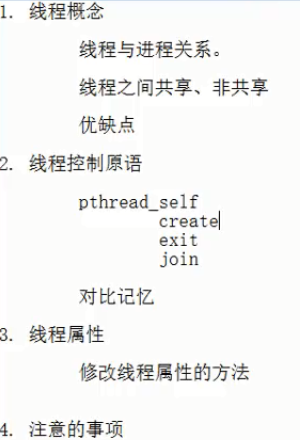 1. 线程概念
线程与进程关系。
线程之间共享、非共享
优缺点
2. 线程控制原语
pthread_self
create
exit
join
对比记忆
3. 线程属性
修改线程属性的方法
4. 注意的事项